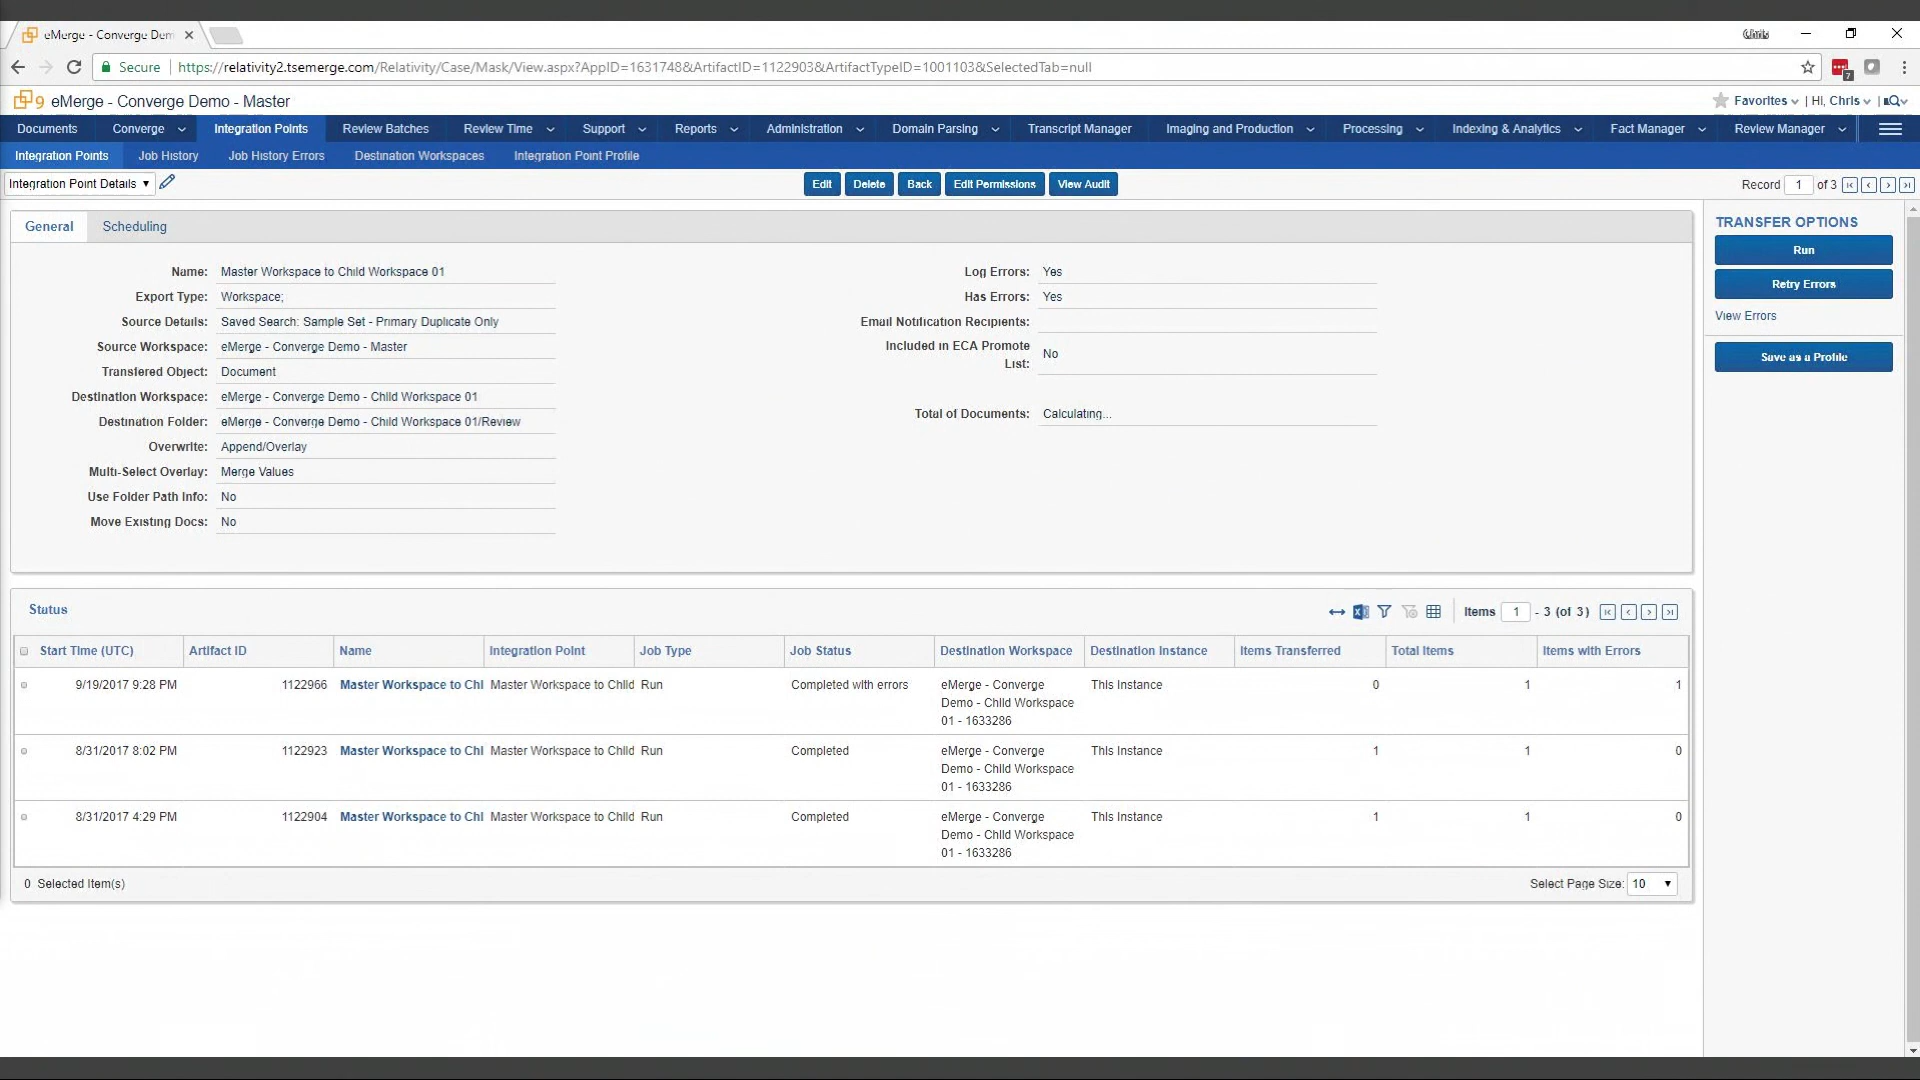 eMerge - Converge Dem
Chris
Secure
https://relativity2.tsemerge.com/Relativity/Case/Mask/View.aspx?AppID=1631748&ArtifactID=1122903&ArtifactTypeID=1001103&SelectedTab=null
7
9 eMerge - Converge Demo - Master
Favorites | Hi, Chris |
Documents Converge Integration Points Review Batches Review Time Support Reports Administration Domain Parsing Transcript Manager Imaging and Production Processing Indexing & Analytics Fact Manager Review Manager
Integration Points Job History Job History Errors Destination Workspaces Integration Point Profile
Integration Point Details Edit Delete Back Edit Permissions View Audit Record 1 of 3
General Scheduling
Name: Master Workspace to Child Workspace 01
Export Type: Workspace;
Source Details: Saved Search: Sample Set - Primary Duplicate Only
Source Workspace: eMerge - Converge Demo - Master
Transfered Object: Document
Destination Workspace: eMerge - Converge Demo - Child Workspace 01
Destination Folder: eMerge - Converge Demo - Child Workspace 01/Review
Overwrite: Append/Overlay
Multi-Select Overlay: Merge Values
Use Folder Path Info: No
Move Existing Docs: No
Log Errors: Yes
Has Errors: Yes
Email Notification Recipients:
Included in ECA Promote
List: No
Total of Documents: Calculating...
TRANSFER OPTIONS
Run
Retry Errors
View Errors
Save as a Profile
Status Items 1 - 3 (of 3)
Start Time (UTC) Artifact ID Name Integration Point Job Type Job Status Destination Workspace Destination Instance Items Transferred Total Items Items with Errors
9/19/2017 9:28 PM 1122966 Master Workspace to Chi Master Workspace to Child Run Completed with errors eMerge - Converge This Instance 0 1 1
Demo - Child Workspace
01 - 1633286
8/31/2017 8:02 PM 1122923 Master Workspace to Chi Master Workspace to Child Run Completed eMerge - Converge This Instance 1 1 0
Demo - Child Workspace
01 - 1633286
8/31/2017 4:29 PM 1122904 Master Workspace to Chi Master Workspace to Child Run Completed eMerge - Converge This Instance 1 1 0
Demo - Child Workspace
01 - 1633286
0 Selected Item(s) Select Page Size: 10